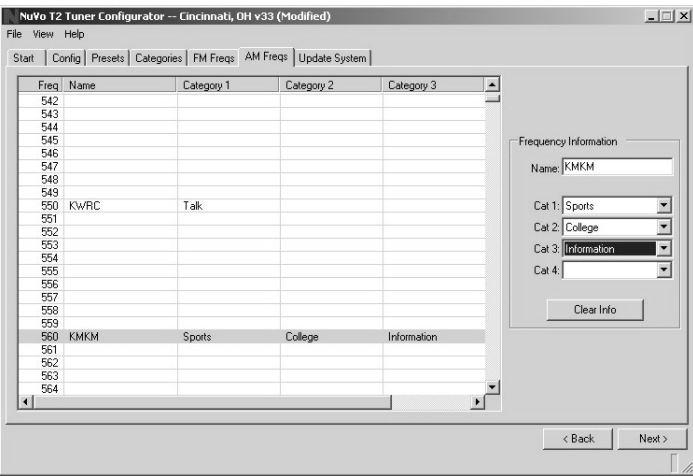 NuVo T2 Tuner Configurator -- Cincinnati, OH v33 (Modified)
File View Help
Start Config Presets Categories FM Freqs AM Freqs Update System
Freq Name Category 1 Category 2 Category 3
542
543
544
545
546
547
548
549
550 KWRC Talk
551
552
553
554
555
556
557
558
559
560 KMKM Sports College Information
561
562
563
564
Frequency Information
Name: KMKM
Cat 1: Sports
Cat 2: College
Cat 3: Information
Cat 4:
Clear Info
< Back Next >